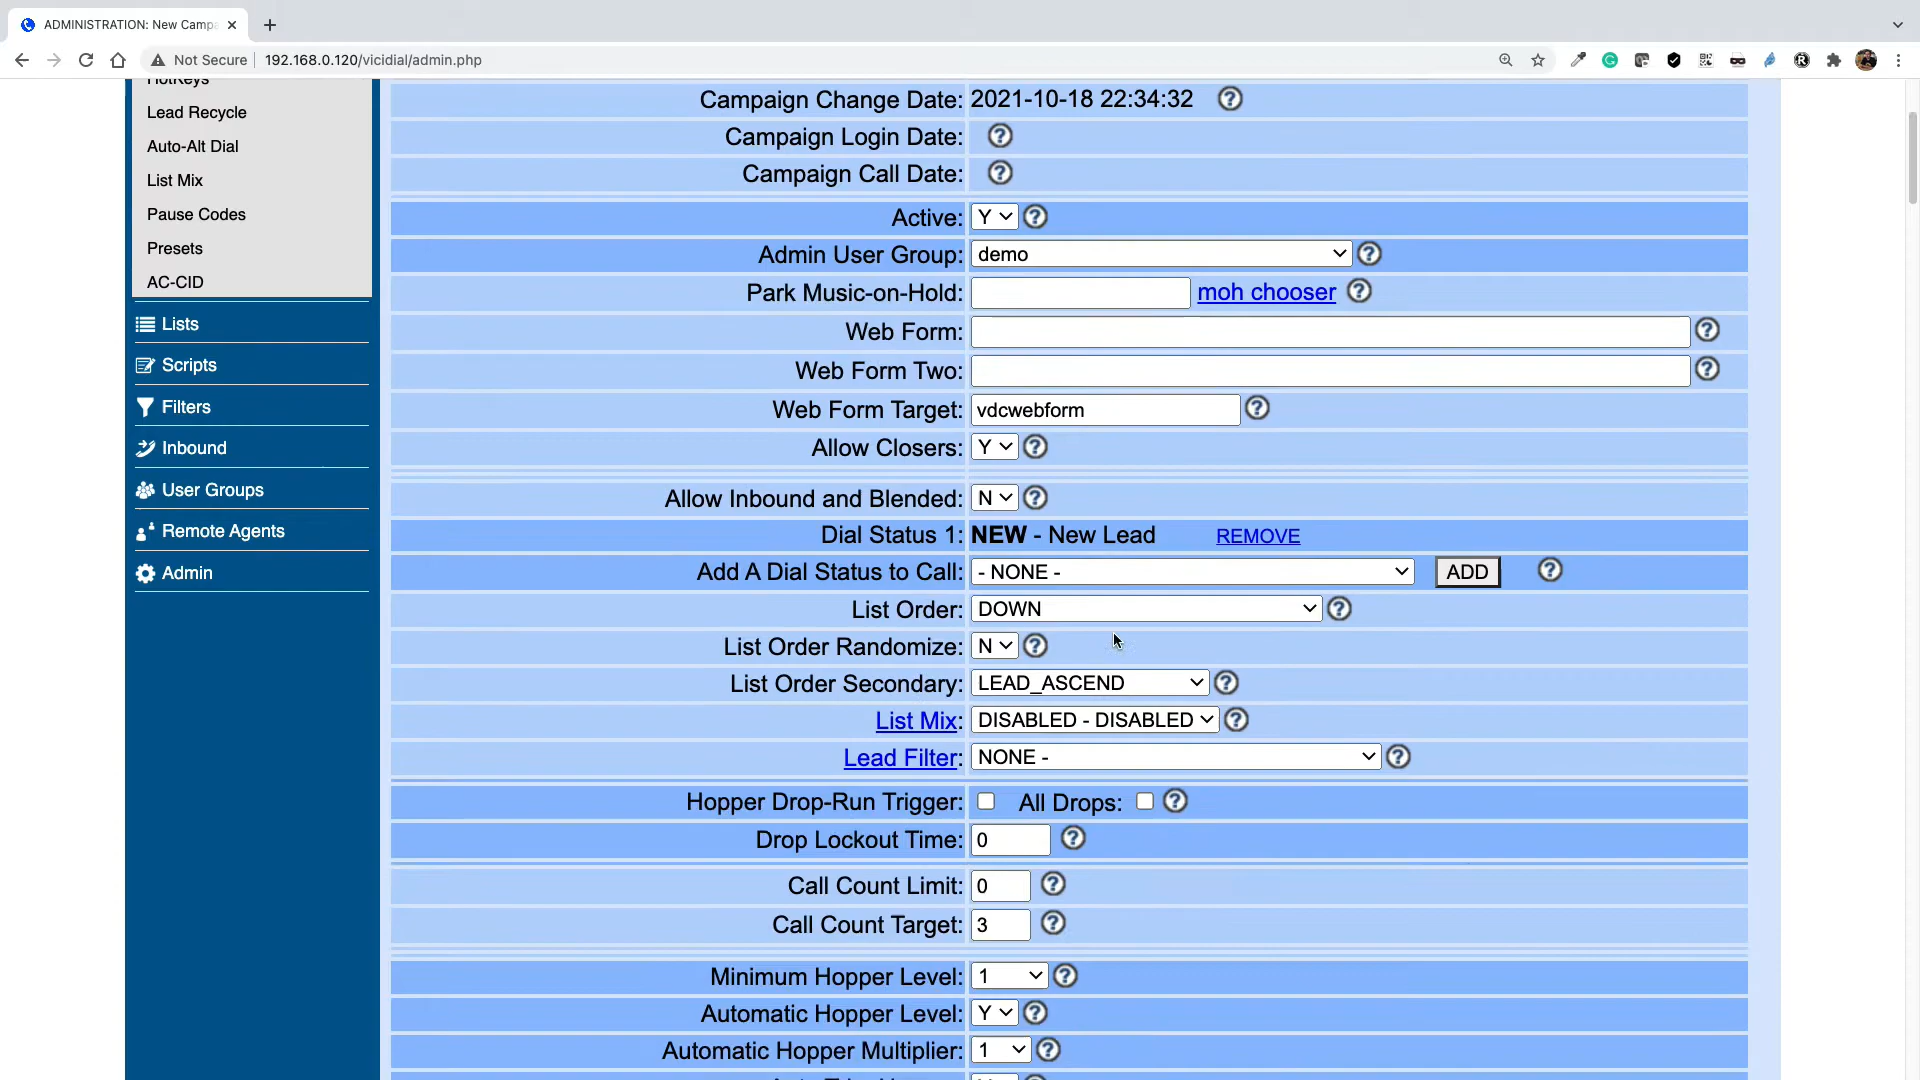 ADMINISTRATION: New Campa
Not Secure
192.168.0.120/vicidial/admin.php
HotKeys
Lead Recycle
Auto-Alt Dial
List Mix
Pause Codes
Presets
AC-CID
Lists
Scripts
Filters
Inbound
User Groups
Remote Agents
Admin
Campaign Change Date: 2021-10-18 22:34:32
Campaign Login Date:
Campaign Call Date:
Active: Y
Admin User Group: demo
Park Music-on-Hold: moh chooser
Web Form:
Web Form Two:
Web Form Target: vdcwebform
Allow Closers: Y
Allow Inbound and Blended: N
Dial Status 1: NEW - New Lead REMOVE
Add A Dial Status to Call: - NONE - ADD
List Order: DOWN
List Order Randomize: N
List Order Secondary: LEAD_ASCEND
List Mix: DISABLED - DISABLED
Lead Filter: NONE -
Hopper Drop-Run Trigger: All Drops:
Drop Lockout Time: 0
Call Count Limit: 0
Call Count Target: 3
Minimum Hopper Level: 1
Automatic Hopper Level: Y
Automatic Hopper Multiplier: 1